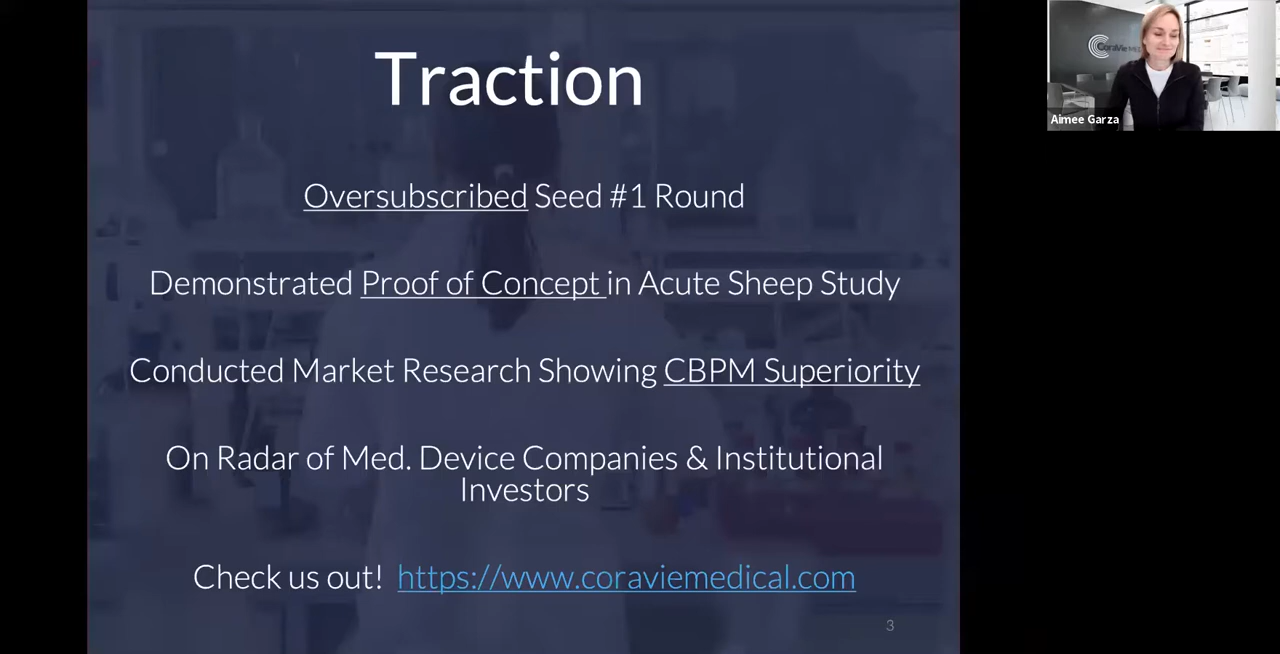 Traction
Oversubscribed Seed #1 Round
Demonstrated Proof of Concept in Acute Sheep Study
Conducted Market Research Showing CBPM Superiority
On Radar of Med. Device Companies & Institutional
Investors
Check us out! https://www.coraviemedical.com
3
CoraVie
Aimee Garza